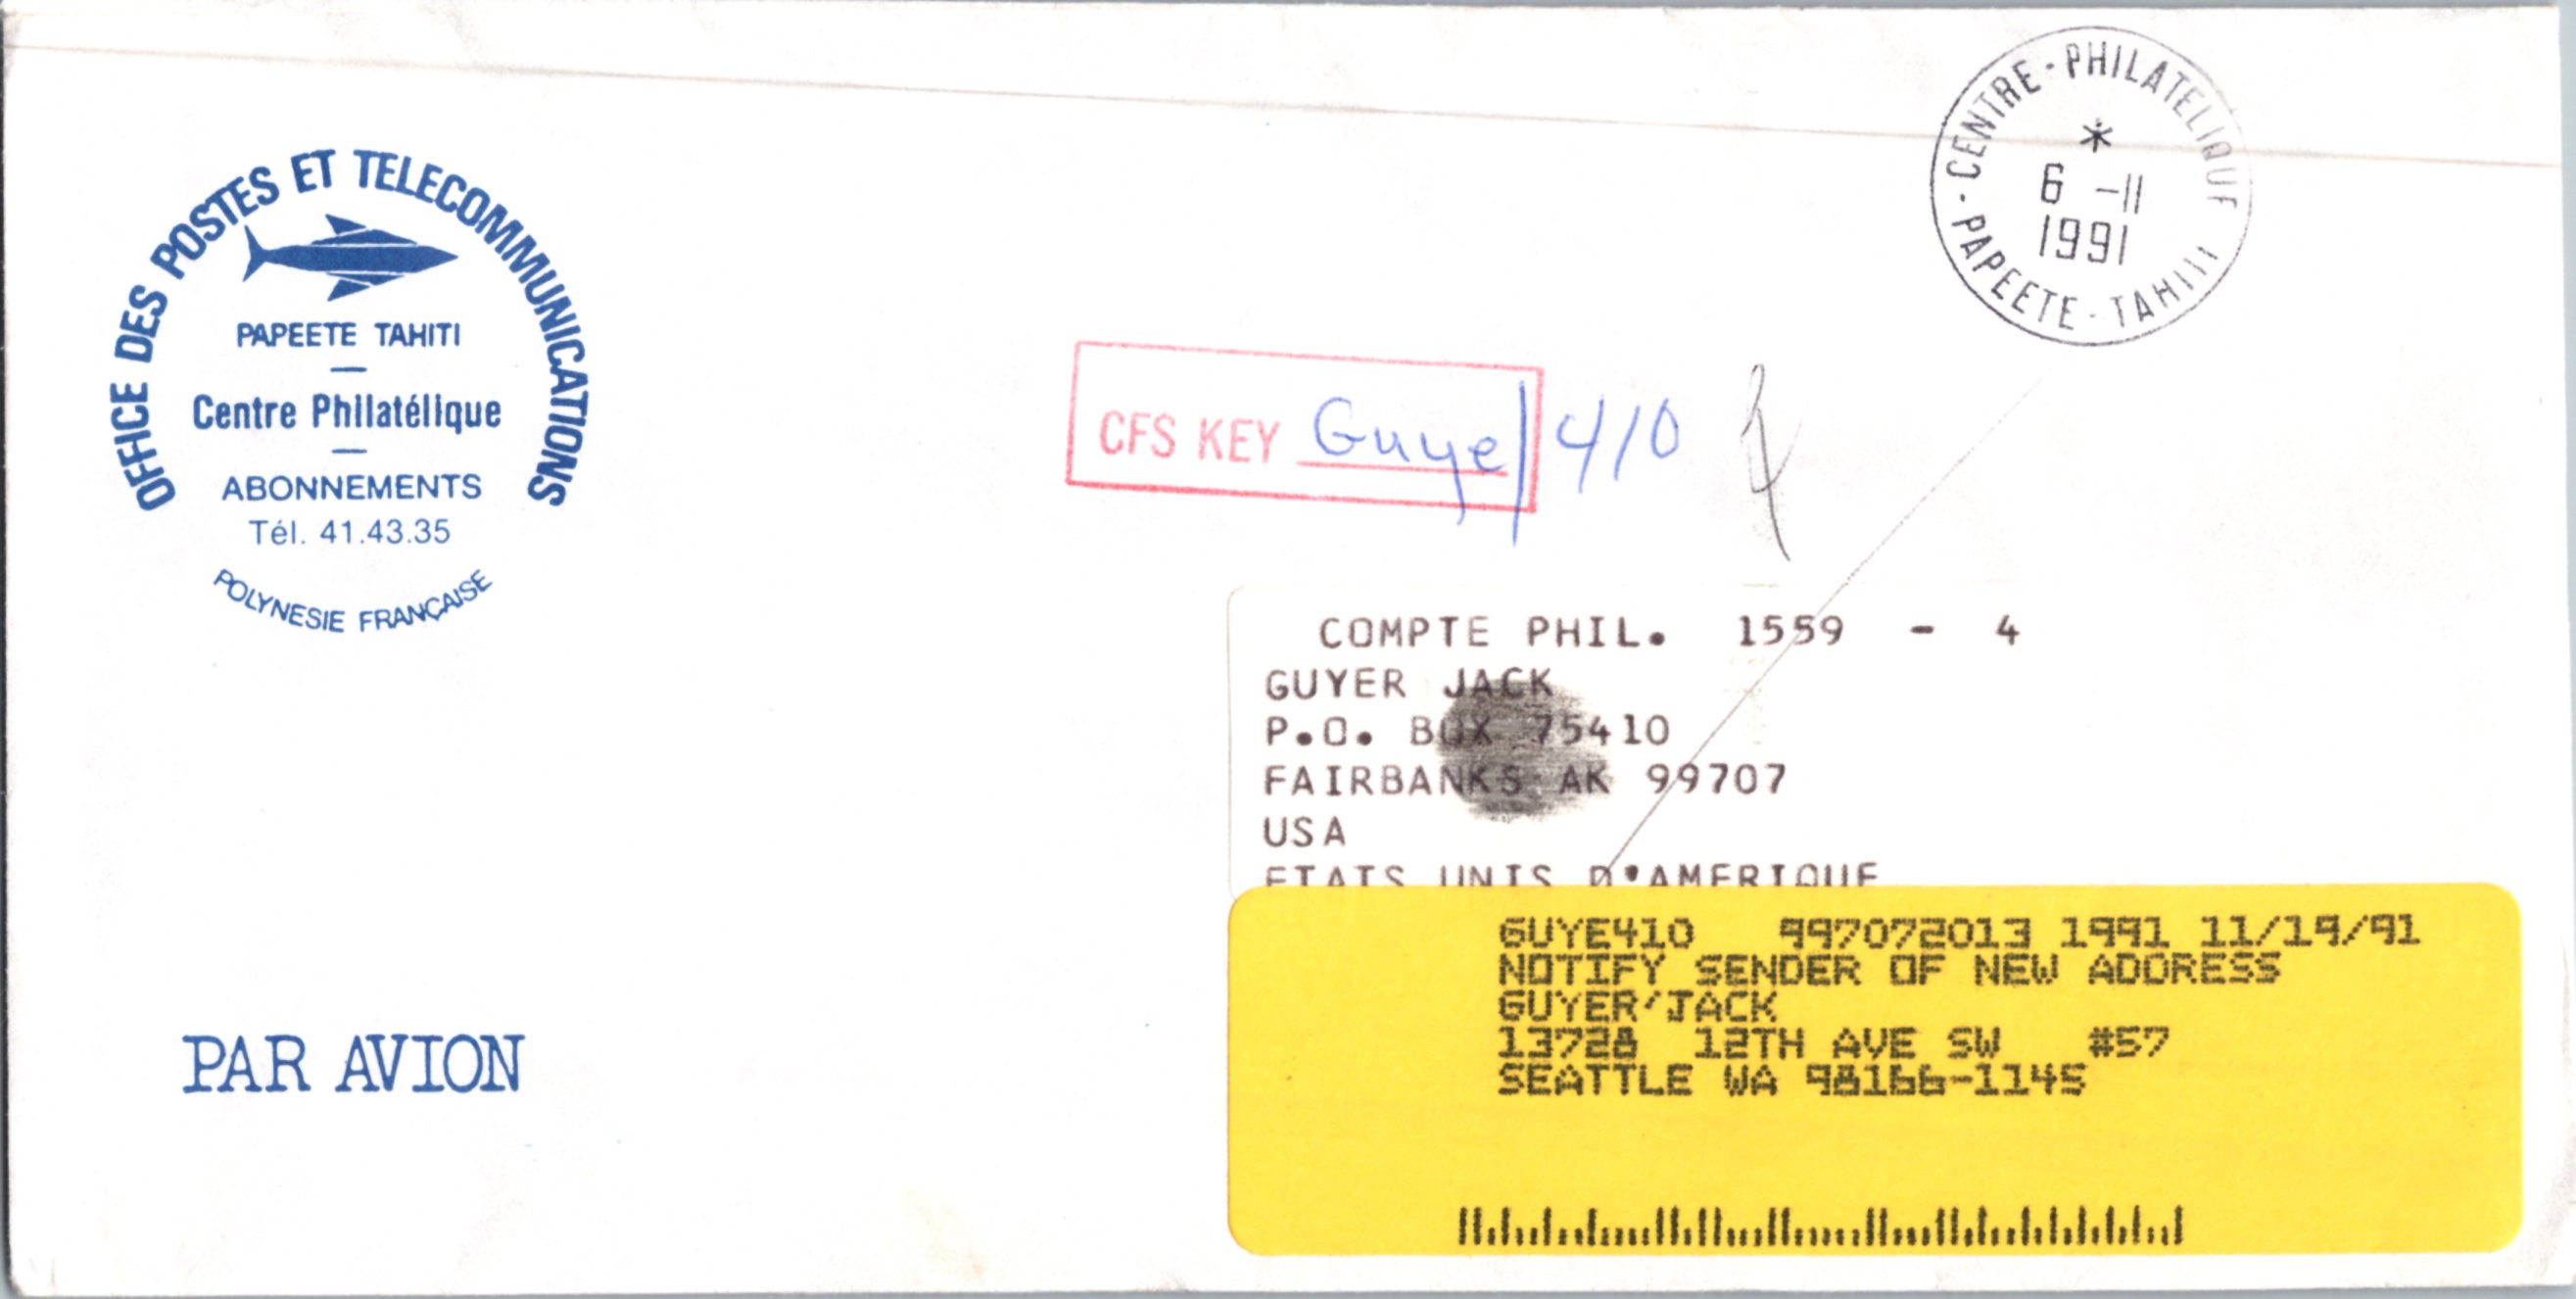 OFFICE DES POSTES ET TELECOMMUNICATIONS
PAPEETE TAHITI
Centre Philatélique
ABONNEMENTS
Tél. 41.43.35
POLYNESIE FRANÇAISE
CENTRE - PHILATELIQUE
6 -11
1991
- PAPEETE - TAHITI
CFS KEY Guye/410
COMPTE PHIL. 1559 - 4
GUYER JACK
P.O. BOX 75410
FAIRBANKS AK 99707
USA
ETATS UNIS D'AMERIQUE
GUYE410 997072013 1991 11/19/91
NOTIFY SENDER OF NEW ADDRESS
GUYER'JACK
13728 12TH AVE SW #57
SEATTLE WA 98166-1145
PAR AVION